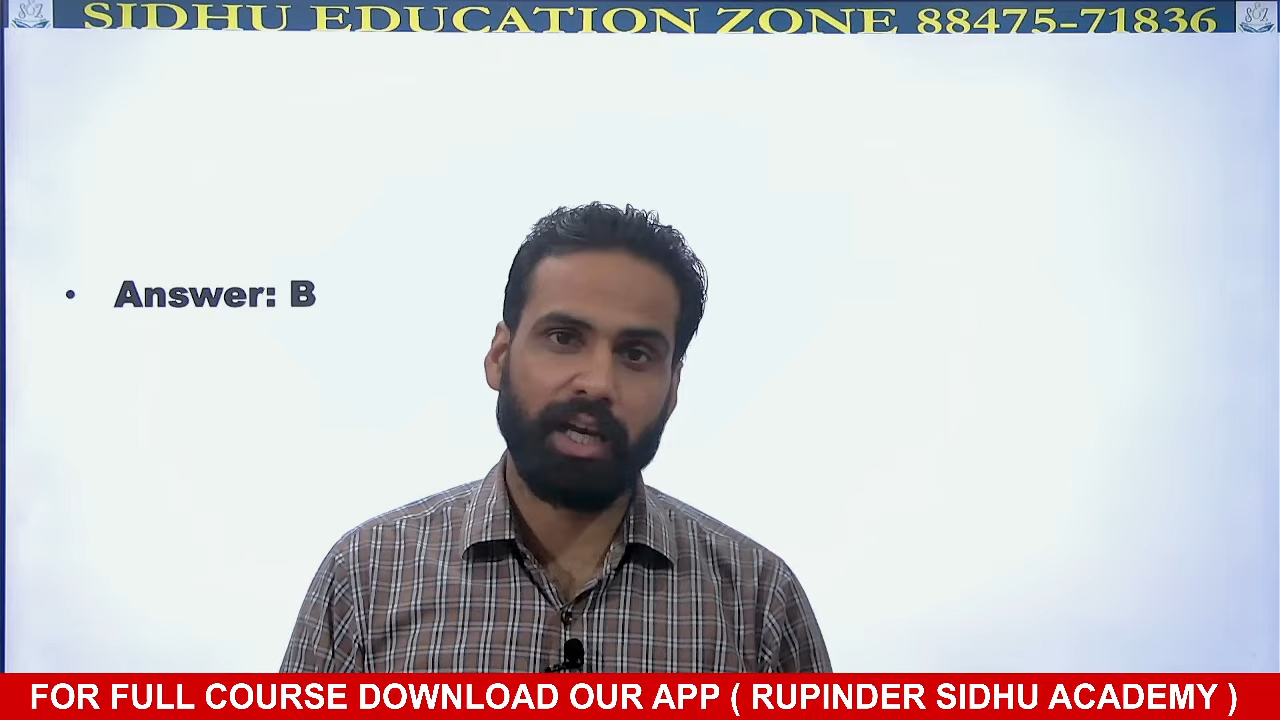 SIDHU EDUCATION ZONE 88475-71836
• Answer: B
FOR FULL COURSE DOWNLOAD OUR APP ( RUPINDER SIDHU ACADEMY )